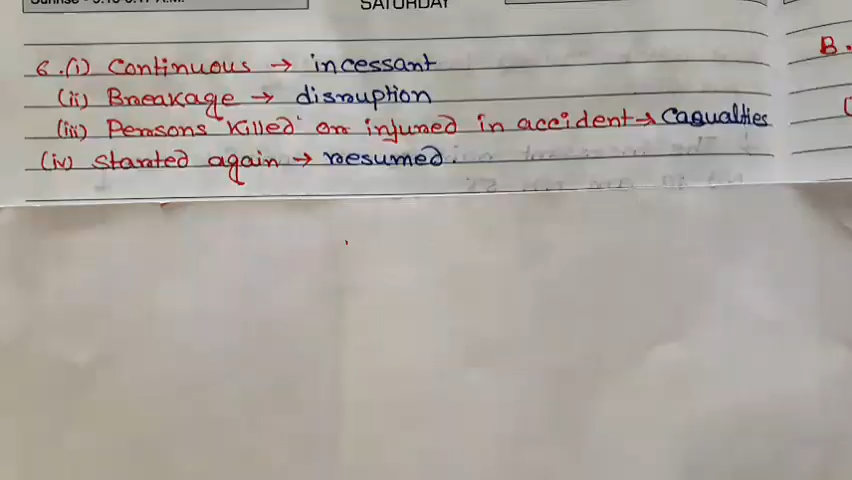 SATURDAY
6.(i) Continuous → incessant
(ii) Breakage → disruption
(iii) Persons killed or injured in accident → Casualties
(iv) started again → resumed.
B.